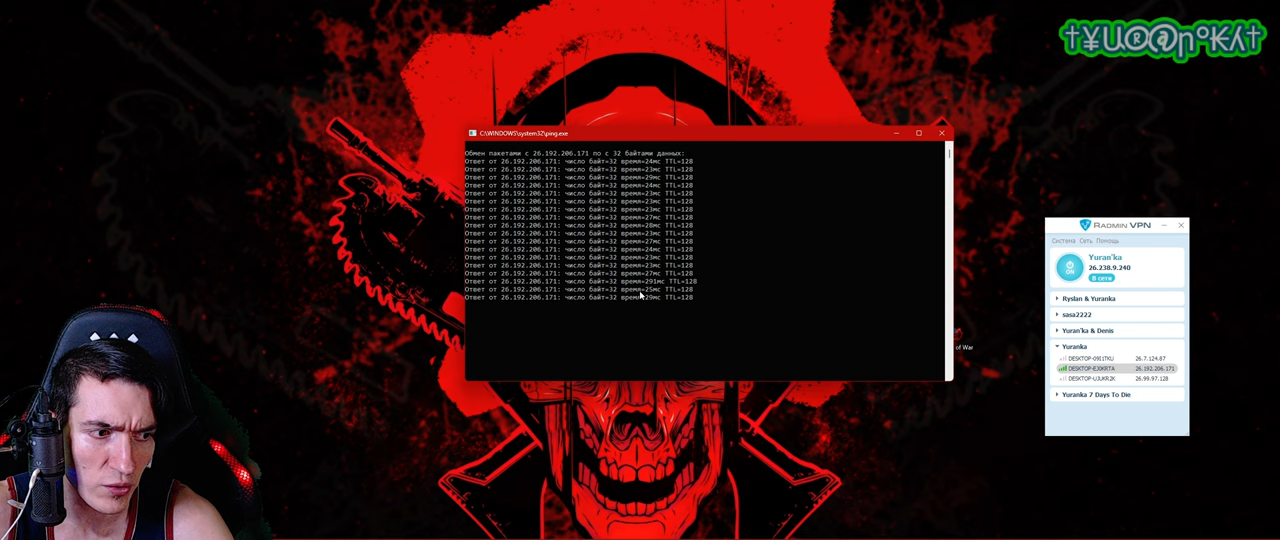 C:\WINDOWS\system32\ping.exe
Обмен пакетами с 26.192.206.171 по с 32 байтами данных:
Ответ от 26.192.206.171: число байт=32 время=24мс TTL=128
Ответ от 26.192.206.171: число байт=32 время=23мс TTL=128
Ответ от 26.192.206.171: число байт=32 время=29мс TTL=128
Ответ от 26.192.206.171: число байт=32 время=24мс TTL=128
Ответ от 26.192.206.171: число байт=32 время=23мс TTL=128
Ответ от 26.192.206.171: число байт=32 время=23мс TTL=128
Ответ от 26.192.206.171: число байт=32 время=23мс TTL=128
Ответ от 26.192.206.171: число байт=32 время=27мс TTL=128
Ответ от 26.192.206.171: число байт=32 время=28мс TTL=128
Ответ от 26.192.206.171: число байт=32 время=23мс TTL=128
Ответ от 26.192.206.171: число байт=32 время=27мс TTL=128
Ответ от 26.192.206.171: число байт=32 время=24мс TTL=128
Ответ от 26.192.206.171: число байт=32 время=23мс TTL=128
Ответ от 26.192.206.171: число байт=32 время=23мс TTL=128
Ответ от 26.192.206.171: число байт=32 время=27мс TTL=128
Ответ от 26.192.206.171: число байт=32 время=291мс TTL=128
Ответ от 26.192.206.171: число байт=32 время=25мс TTL=128
Ответ от 26.192.206.171: число байт=32 время=29мс TTL=128
of War
RADMIN VPN
Система Сеть Помощь
Yuran'ka
26.238.9.240
ON
В сети
Ryslan & Yuranka
sasa2222
Yuran'ka & Denis
Yuranka
26.7.124.87
DESKTOP-EJIKRTA 26.192.206.171
DESKTOP-UJUKR2K 26.99.97.128
Yuranka 7 Days To Die